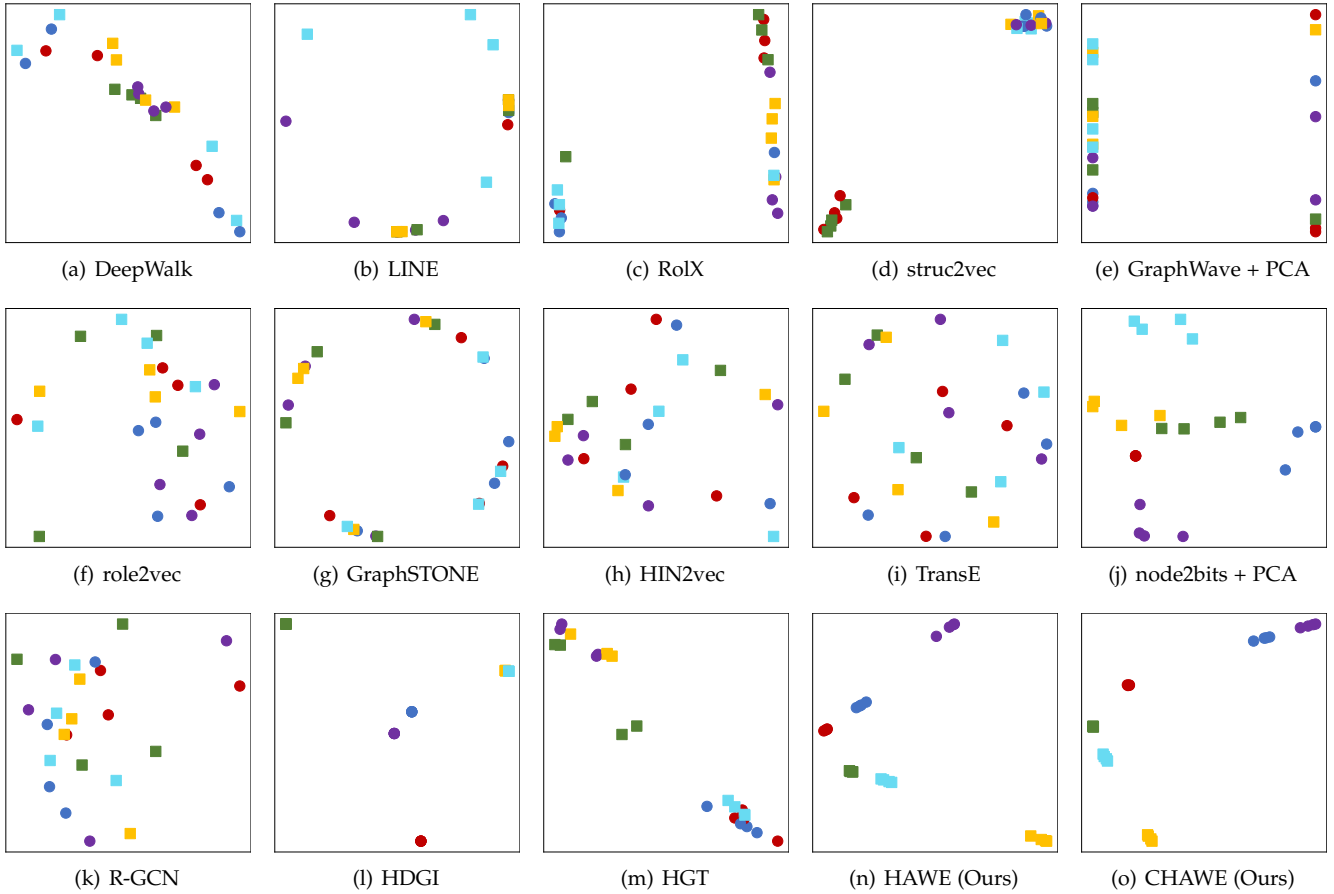 (a) DeepWalk
(b) LINE
(c) RolX
(d) struc2vec
(e) GraphWave + PCA
(f) role2vec
(g) GraphSTONE
(h) HIN2vec
(i) TransE
(j) node2bits + PCA
(k) R-GCN
(l) HDGI
(m) HGT
(n) HAWE (Ours)
(o) CHAWE (Ours)